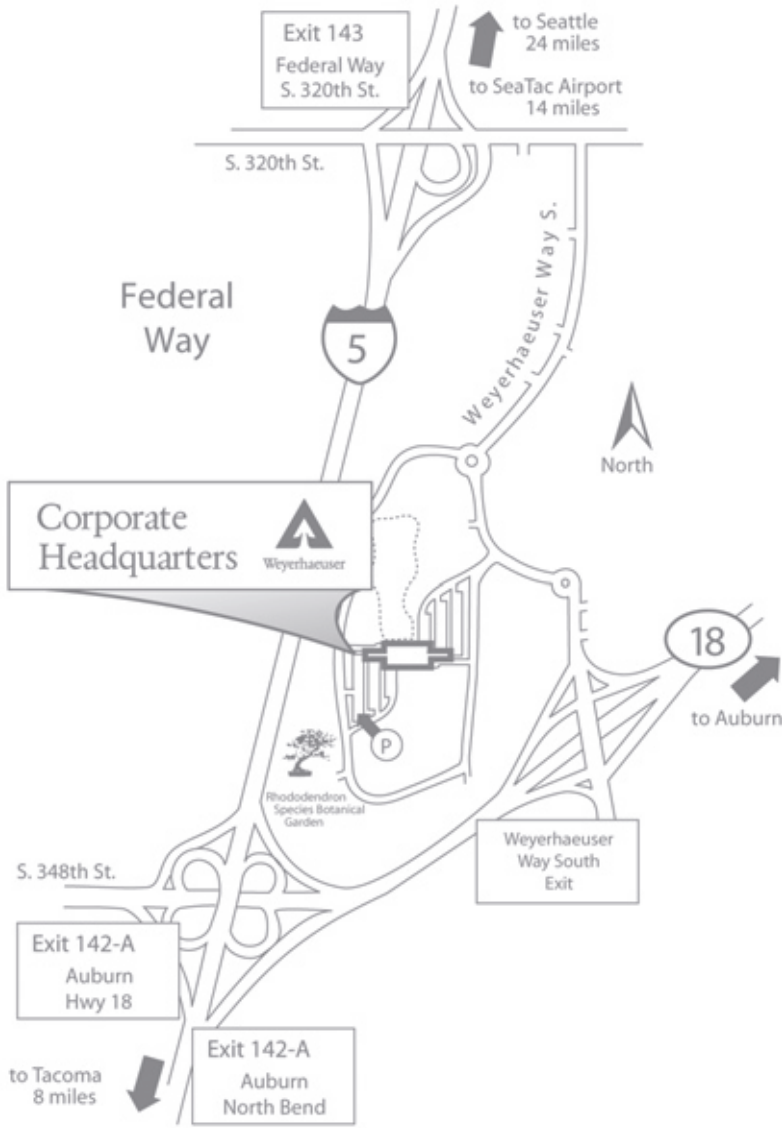 Exit 143
Federal Way
S. 320th St.
to Seattle
24 miles
to SeaTac Airport
14 miles
S. 320th St.
Weyerhaeuser Way S.
Federal
Way
5
North
Corporate
Headquarters
Weyerhaeuser
18
to Auburn
P
Rhododendron
Species Botanical
Garden
Weyerhaeuser
Way South
Exit
S. 348th St.
Exit 142-A
Auburn
Hwy 18
Exit 142-A
Auburn
North Bend
to Tacoma
8 miles